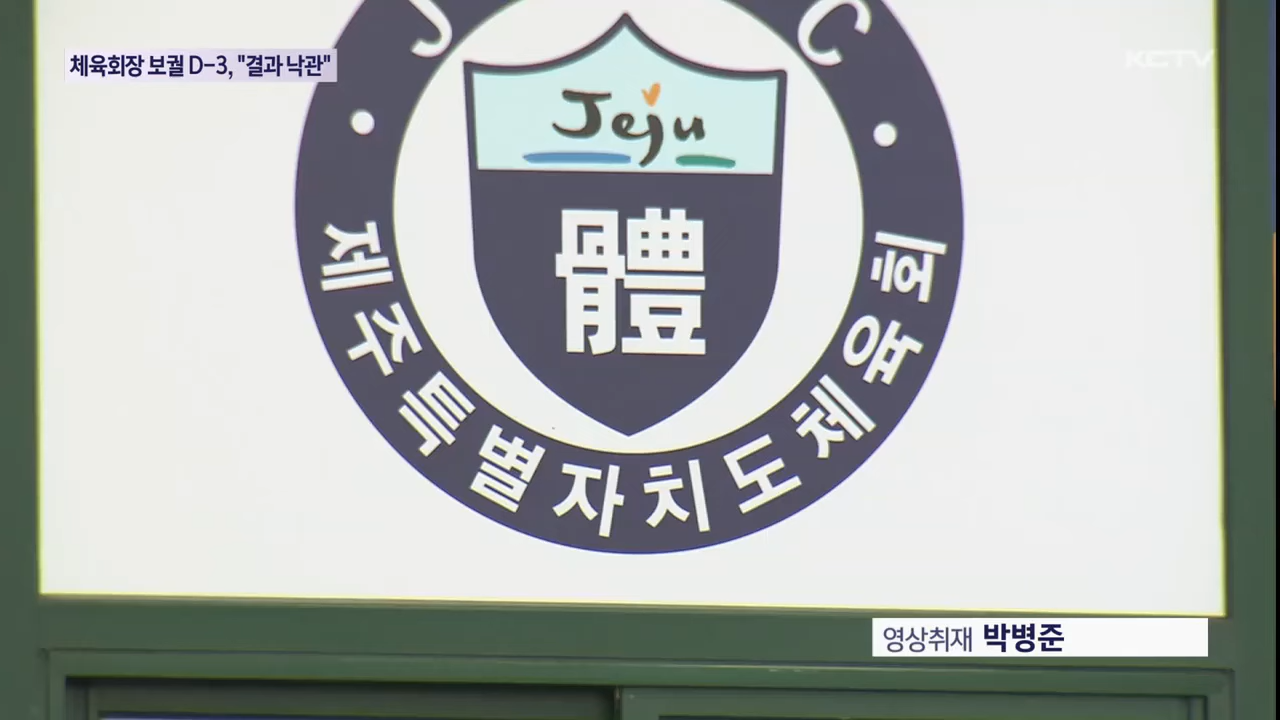 체육회장 보궐 D-3, "결과 낙관"
KCTV
J C
Jeju
體
제주특별자치도체육회
영상취재 박병준